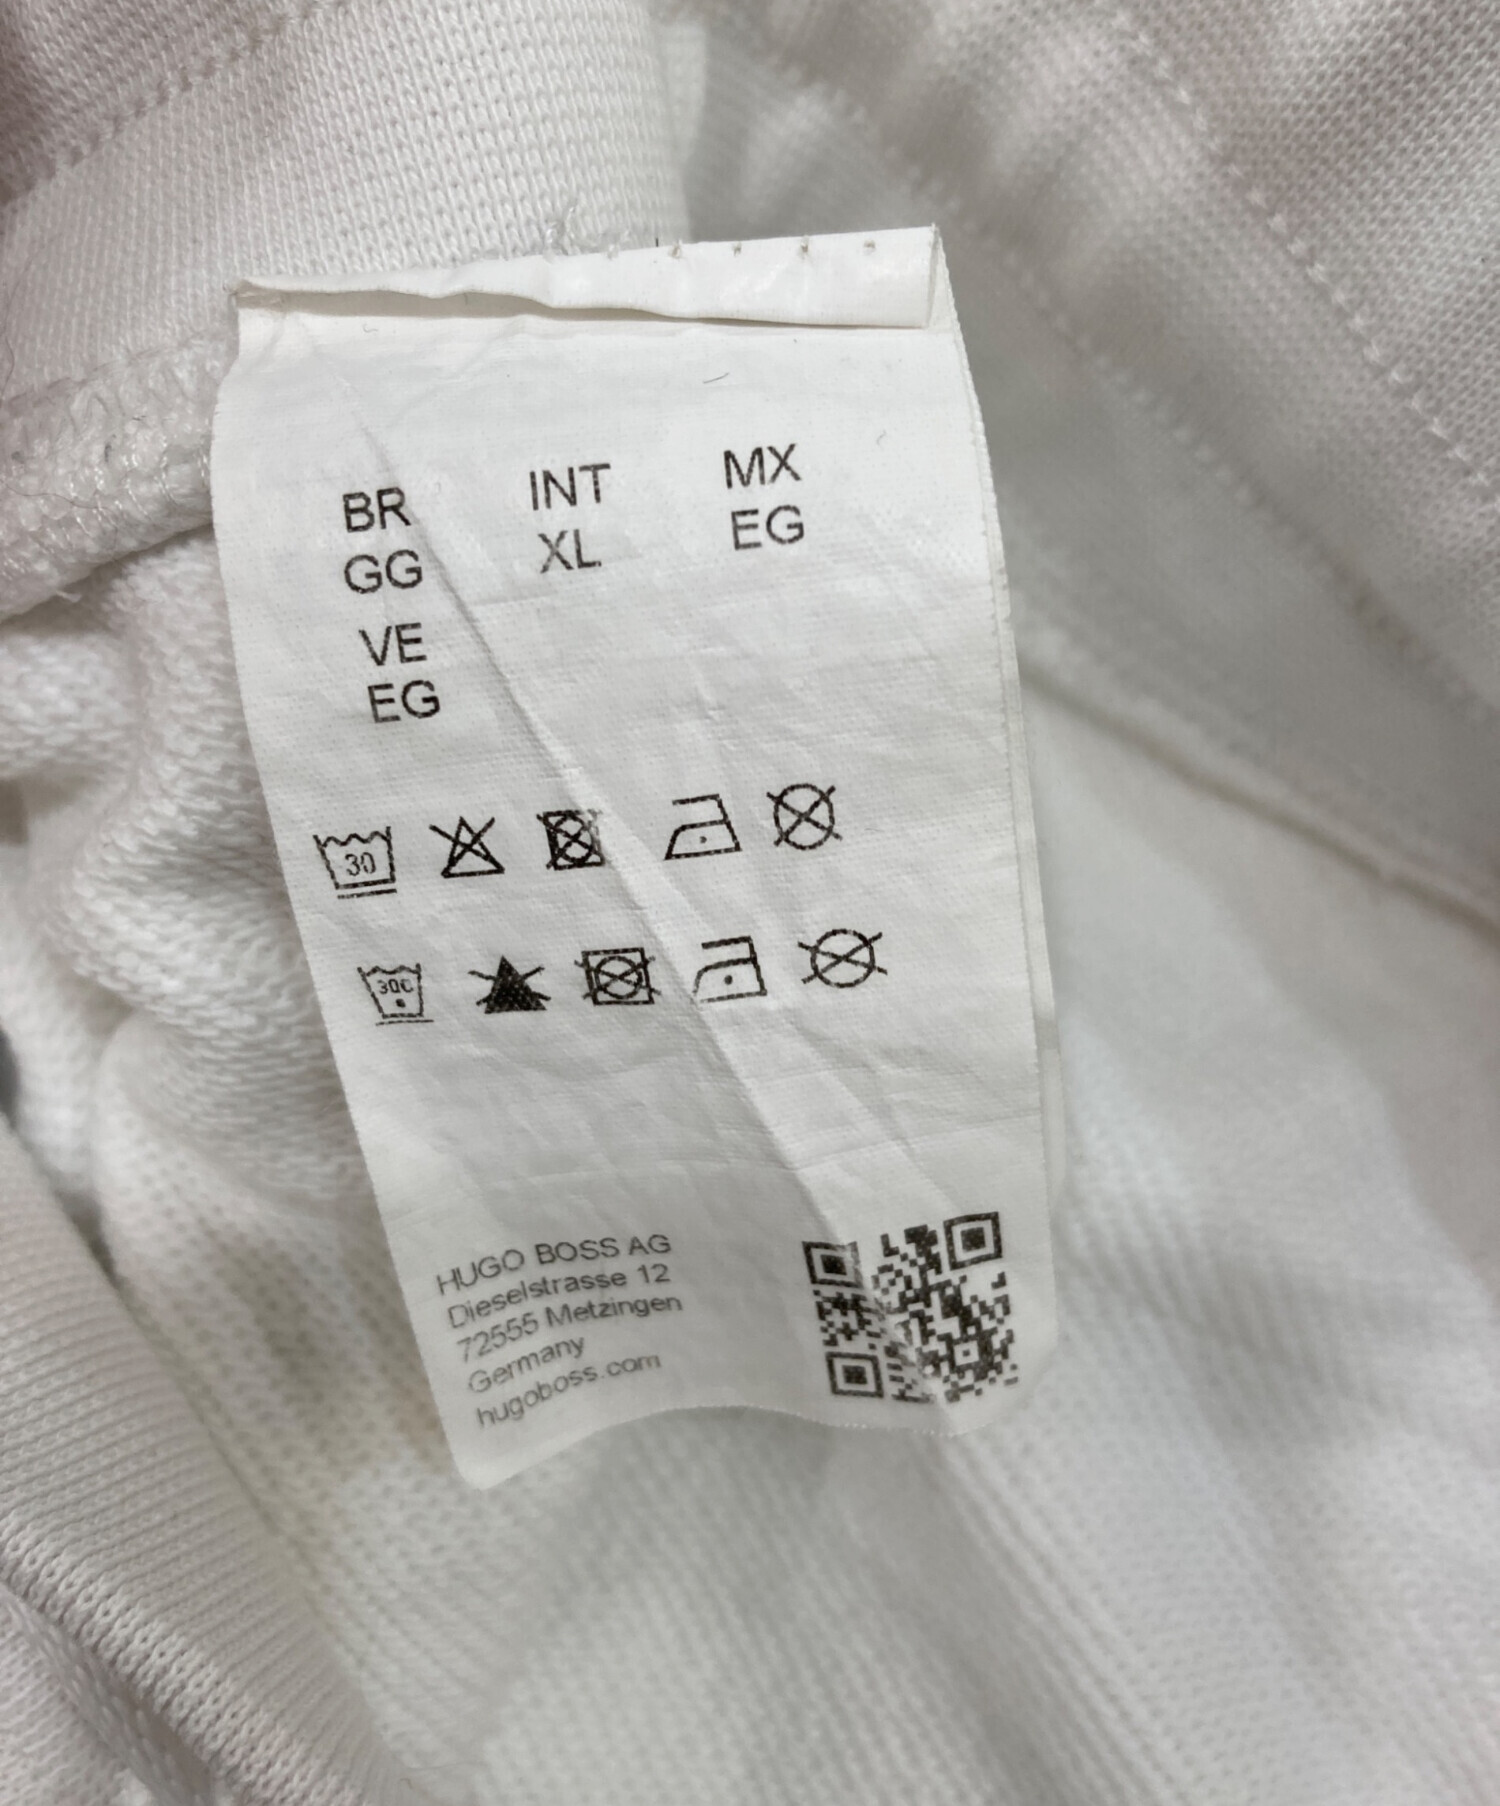 BR INT MX
GG XL EG
VE
EG
30
30C
HUGO BOSS AG
Dieselstrasse 12
72555 Metzingen
Germany
hugoboss.com